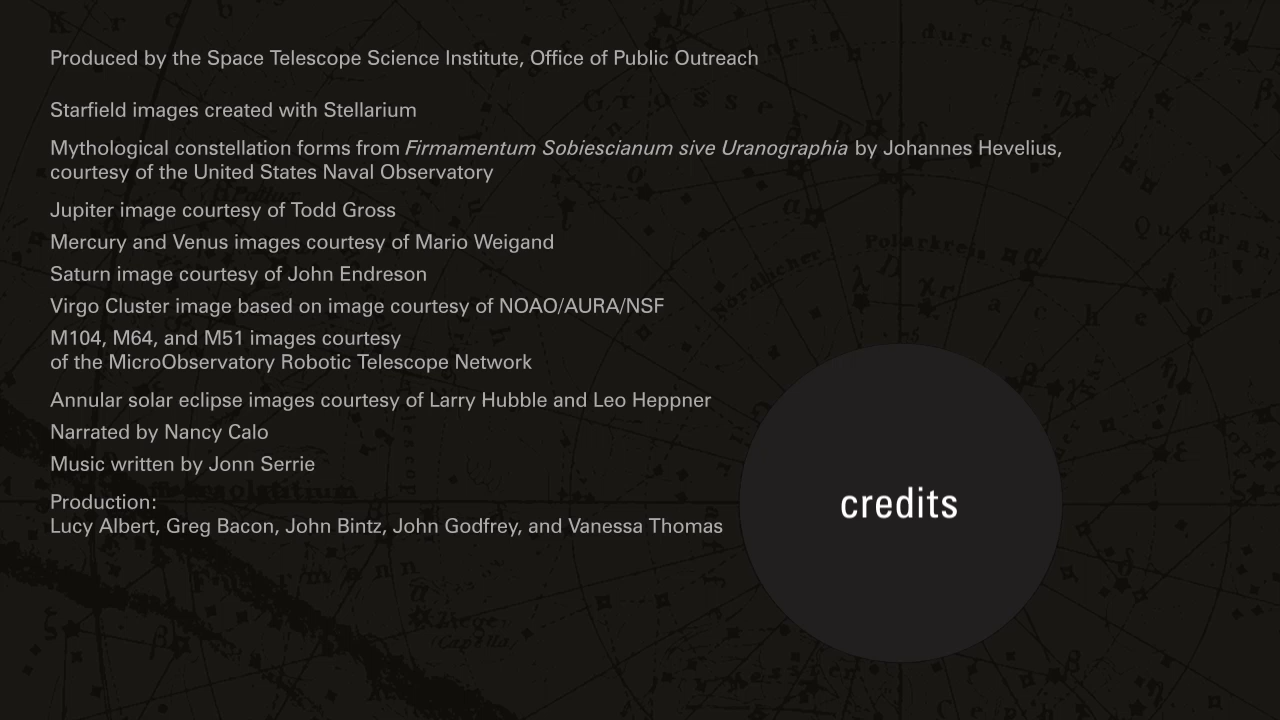 Produced by the Space Telescope Science Institute, Office of Public Outreach
Starfield images created with Stellarium
Mythological constellation forms from Firmamentum Sobiescianum sive Uranographia by Johannes Hevelius,
courtesy of the United States Naval Observatory
Jupiter image courtesy of Todd Gross
Mercury and Venus images courtesy of Mario Weigand
Saturn image courtesy of John Endreson
Virgo Cluster image based on image courtesy of NOAO/AURA/NSF
M104, M64, and M51 images courtesy
of the MicroObservatory Robotic Telescope Network
Annular solar eclipse images courtesy of Larry Hubble and Leo Heppner
Narrated by Nancy Calo
Music written by Jonn Serrie
Production:
Lucy Albert, Greg Bacon, John Bintz, John Godfrey, and Vanessa Thomas
credits
durch
Grosse
Polarkreis
Ziege
Capella